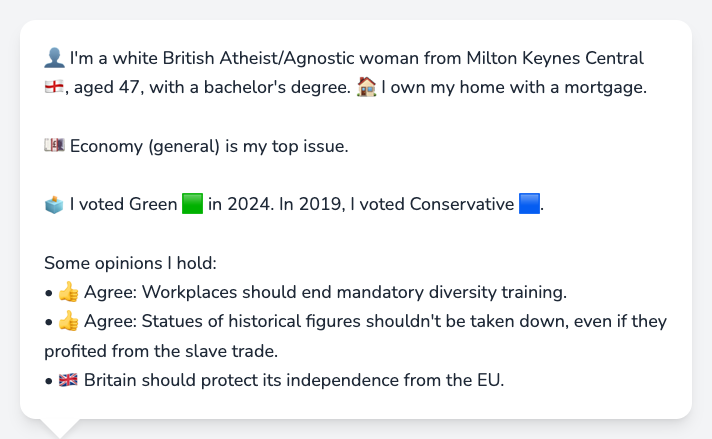 👤 I'm a white British Atheist/Agnostic woman from Milton Keynes Central
🏴󠁧󠁢󠁥󠁮󠁧󠁿, aged 47, with a bachelor's degree. 🏠 I own my home with a mortgage.
💷 Economy (general) is my top issue.
🗳️ I voted Green 🟩 in 2024. In 2019, I voted Conservative 🟦.
Some opinions I hold:
• 👍 Agree: Workplaces should end mandatory diversity training.
• 👍 Agree: Statues of historical figures shouldn't be taken down, even if they
profited from the slave trade.
• 🇬🇧 Britain should protect its independence from the EU.